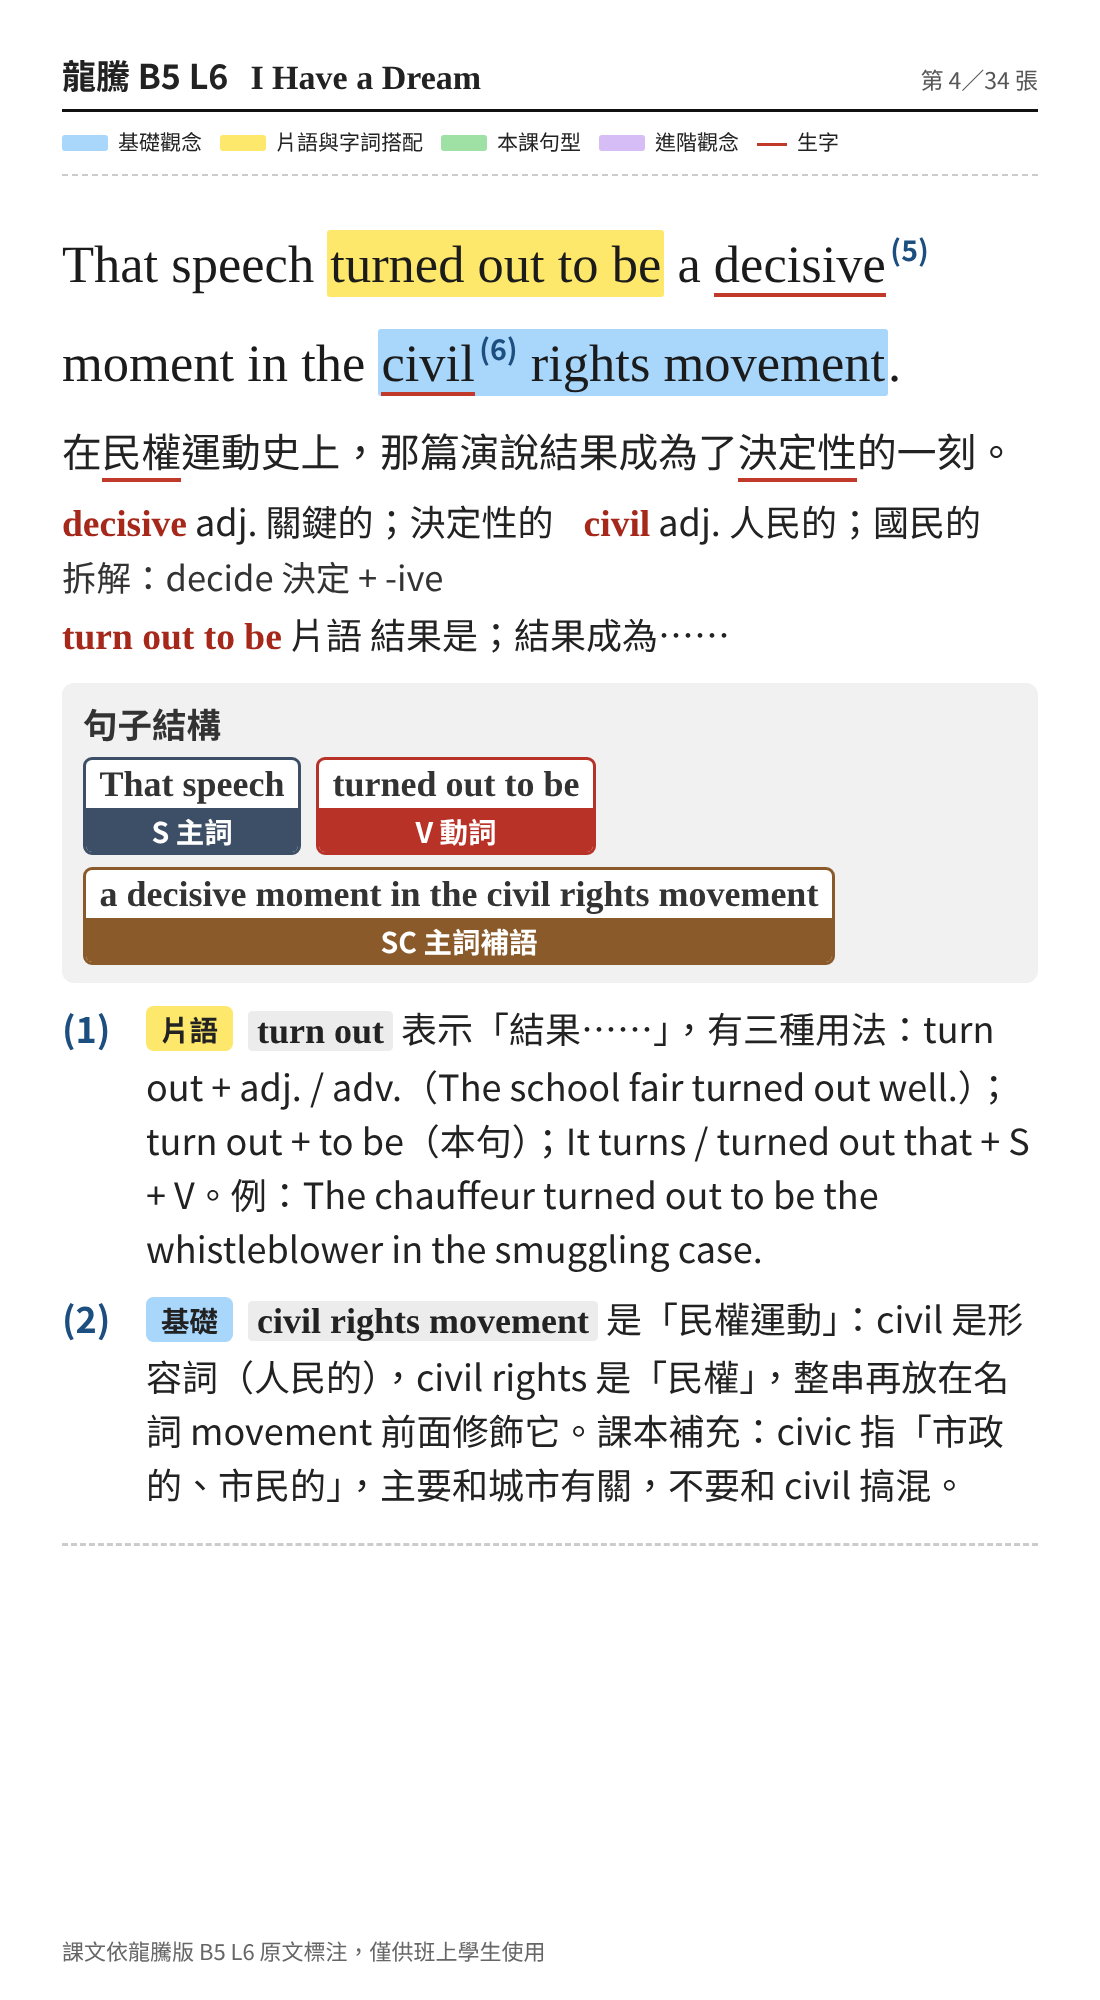 龍騰 B5 L6 I Have a Dream
第 4／34 張
基礎觀念 片語與字詞搭配 本課句型 進階觀念 生字
That speech turned out to be a decisive (5)
moment in the civil (6) rights movement.
在民權運動史上，那篇演說結果成為了決定性的一刻。
decisive adj. 關鍵的；決定性的 civil adj. 人民的；國民的
拆解：decide 決定 + -ive
turn out to be 片語 結果是；結果成為⋯⋯
句子結構
That speech turned out to be
S 主詞 V 動詞
a decisive moment in the civil rights movement
SC 主詞補語
(1) 片語 turn out 表示「結果⋯⋯」，有三種用法：turn
out + adj. / adv.（The school fair turned out well.）；
turn out + to be（本句）；It turns / turned out that + S
+ V。例：The chauffeur turned out to be the
whistleblower in the smuggling case.
(2) 基礎 civil rights movement 是「民權運動」：civil 是形
容詞（人民的），civil rights 是「民權」，整串再放在名
詞 movement 前面修飾它。課本補充：civic 指「市政
的、市民的」，主要和城市有關，不要和 civil 搞混。
課文依龍騰版 B5 L6 原文標注，僅供班上學生使用